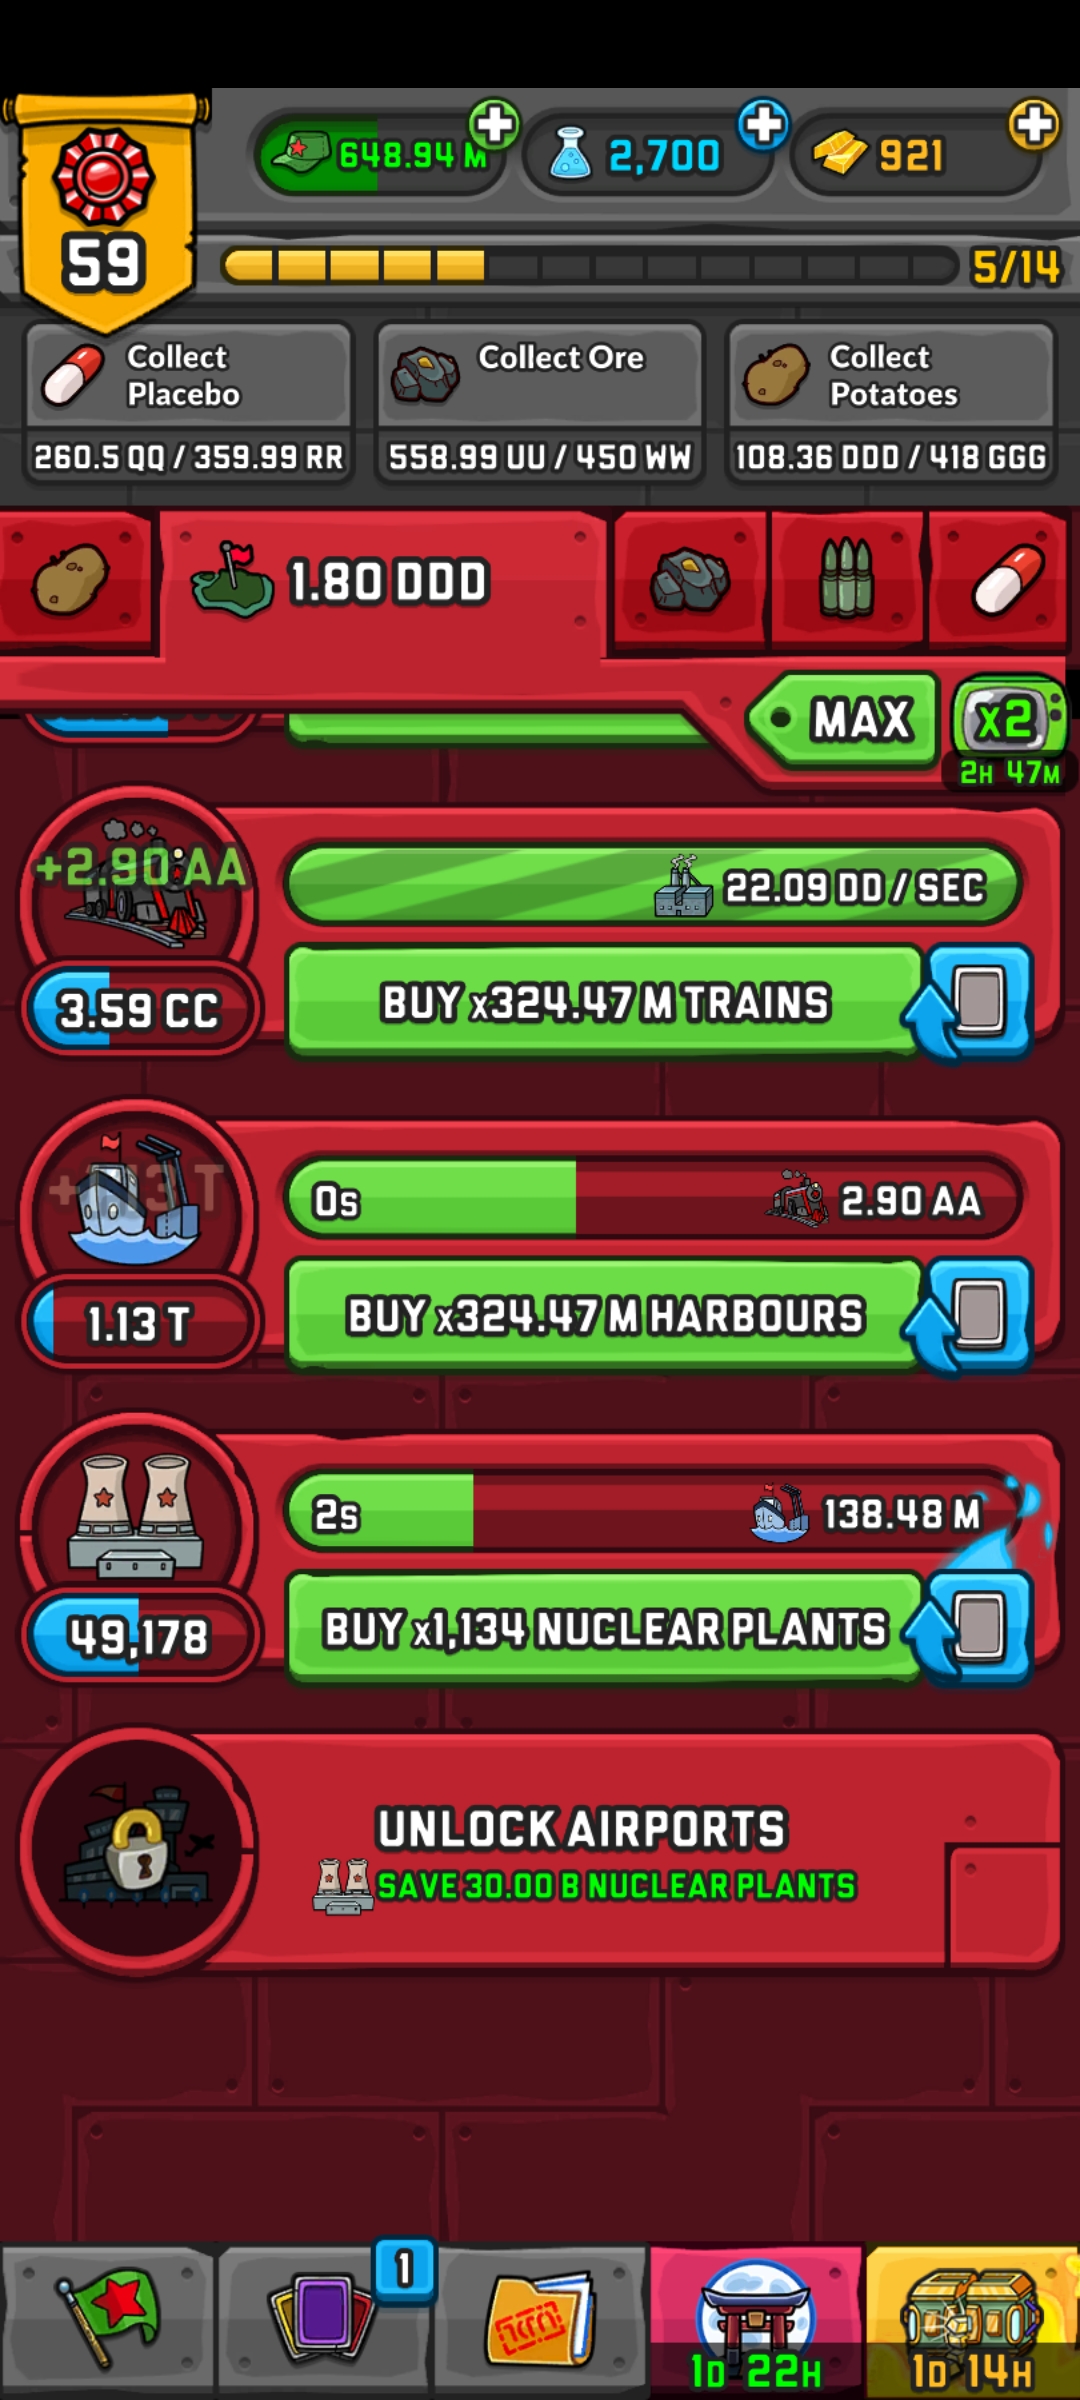 648.94 M
2,700
921
59
5/14
Collect
Placebo
260.5 QQ / 359.99 RR
Collect Ore
558.99 UU / 450 WW
Collect
Potatoes
108.36 DDD / 418 GGG
1.80 DDD
MAX
x2
2H 47M
+2.90 AA
22.09 DD / SEC
3.59 CC
BUY x324.47 M TRAINS
+1.13 T
0s
2.90 AA
1.13 T
BUY x324.47 M HARBOURS
2s
138.48 M
49,178
BUY x1,134 NUCLEAR PLANTS
UNLOCK AIRPORTS
SAVE 30.00 B NUCLEAR PLANTS
1
1D 22H
1D 14H